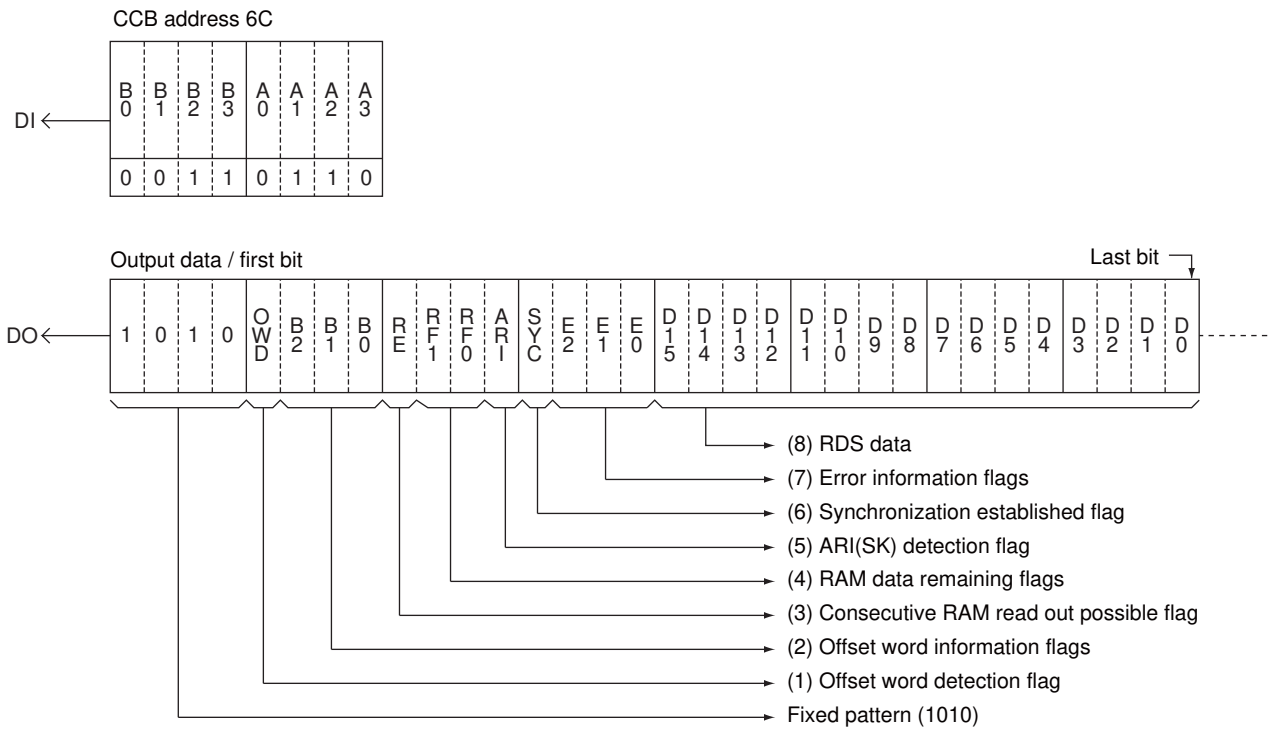 CCB address 6C
B0 B1 B2 B3 A0 A1 A2 A3
DI
0 0 1 1 0 1 1 0
Output data / first bit
Last bit
DO
1 0 1 0 OWD B2 B1 B0 RE RF1 RF0 ARI SYC E2 E1 E0 D15 D14 D13 D12 D11 D10 D9 D8 D7 D6 D5 D4 D3 D2 D1 D0
(8) RDS data
(7) Error information flags
(6) Synchronization established flag
(5) ARI(SK) detection flag
(4) RAM data remaining flags
(3) Consecutive RAM read out possible flag
(2) Offset word information flags
(1) Offset word detection flag
Fixed pattern (1010)